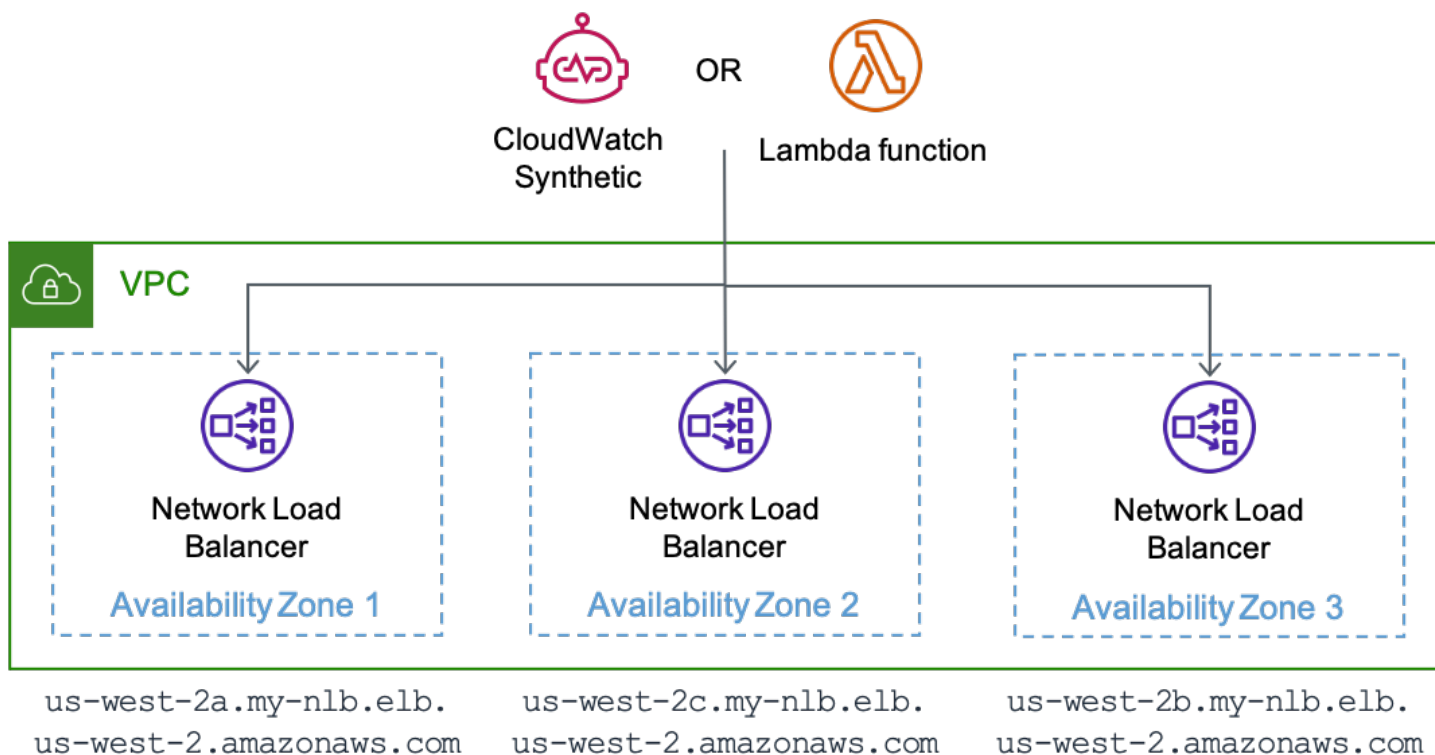 OR
CloudWatch
Synthetic
Lambda function
VPC
Network Load
Balancer
Availability Zone 1
Network Load
Balancer
Availability Zone 2
Network Load
Balancer
Availability Zone 3
us-west-2a.my-nlb.elb.
us-west-2.amazonaws.com
us-west-2c.my-nlb.elb.
us-west-2.amazonaws.com
us-west-2b.my-nlb.elb.
us-west-2.amazonaws.com